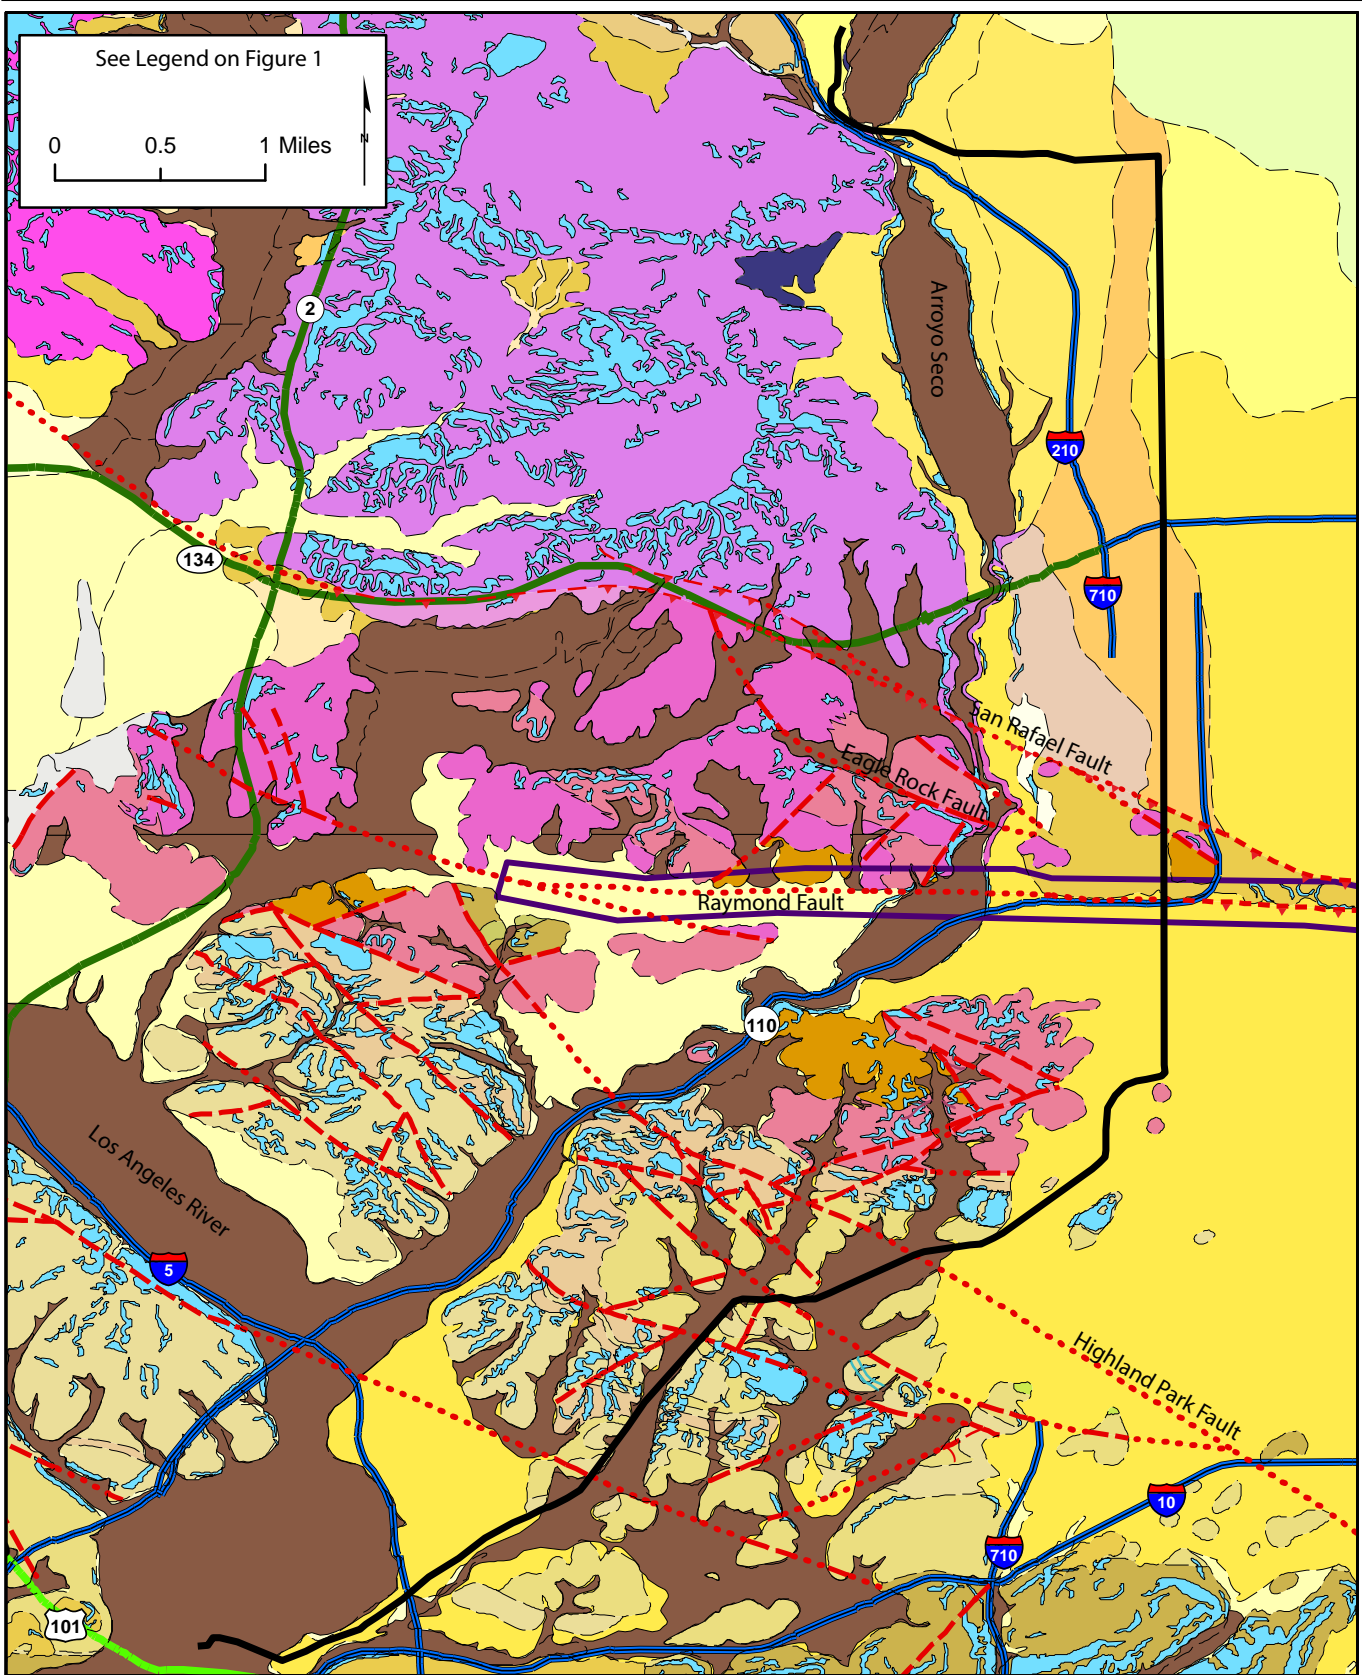 See Legend on Figure 1
N
0 0.5 1 Miles
2
Arroyo Seco
210
134
710
San Rafael Fault
Eagle Rock Fault
Raymond Fault
110
Los Angeles River
5
Highland Park Fault
10
710
101